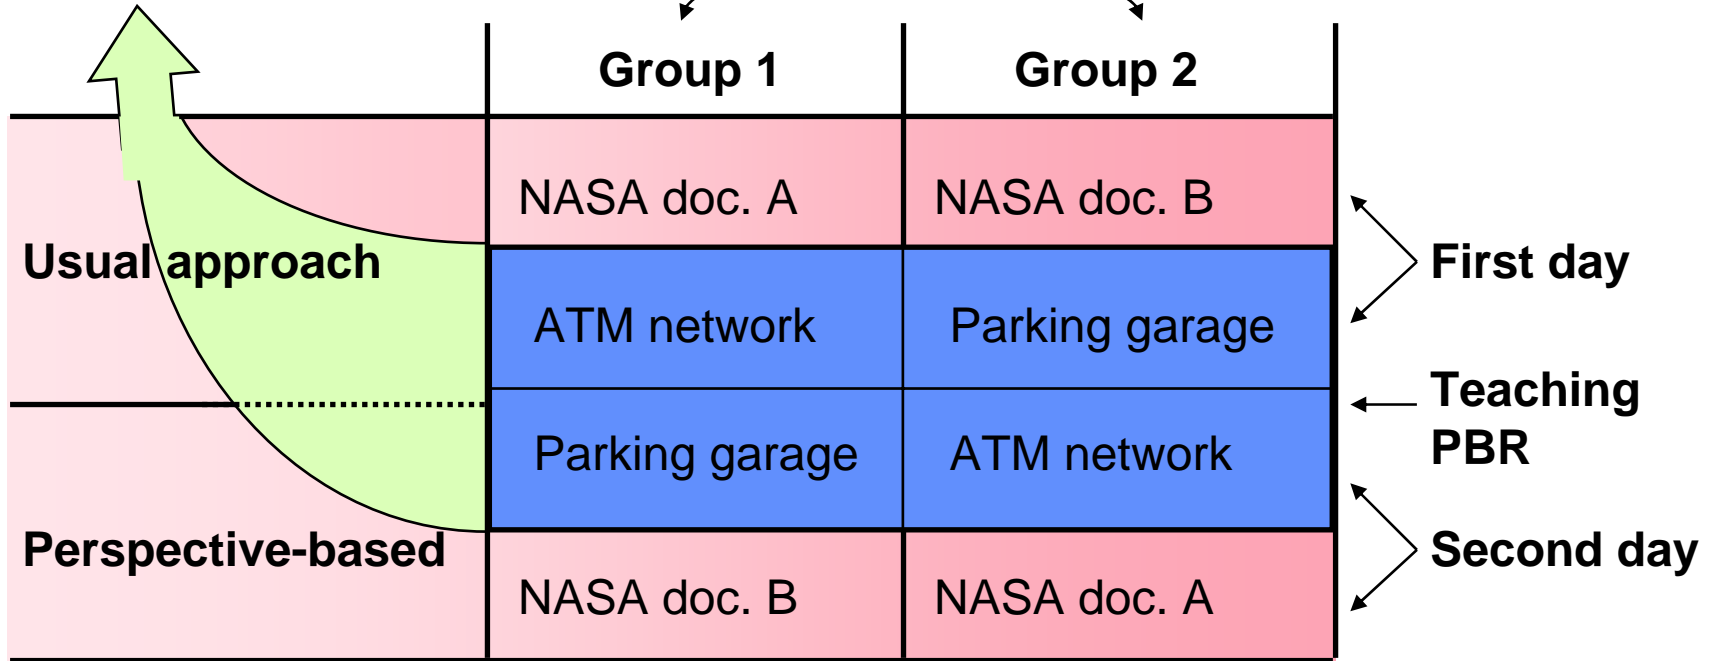 Group 1
Group 2
NASA doc. A
NASA doc. B
Usual approach
First day
ATM network
Parking garage
Teaching
PBR
Parking garage
ATM network
Perspective-based
Second day
NASA doc. B
NASA doc. A